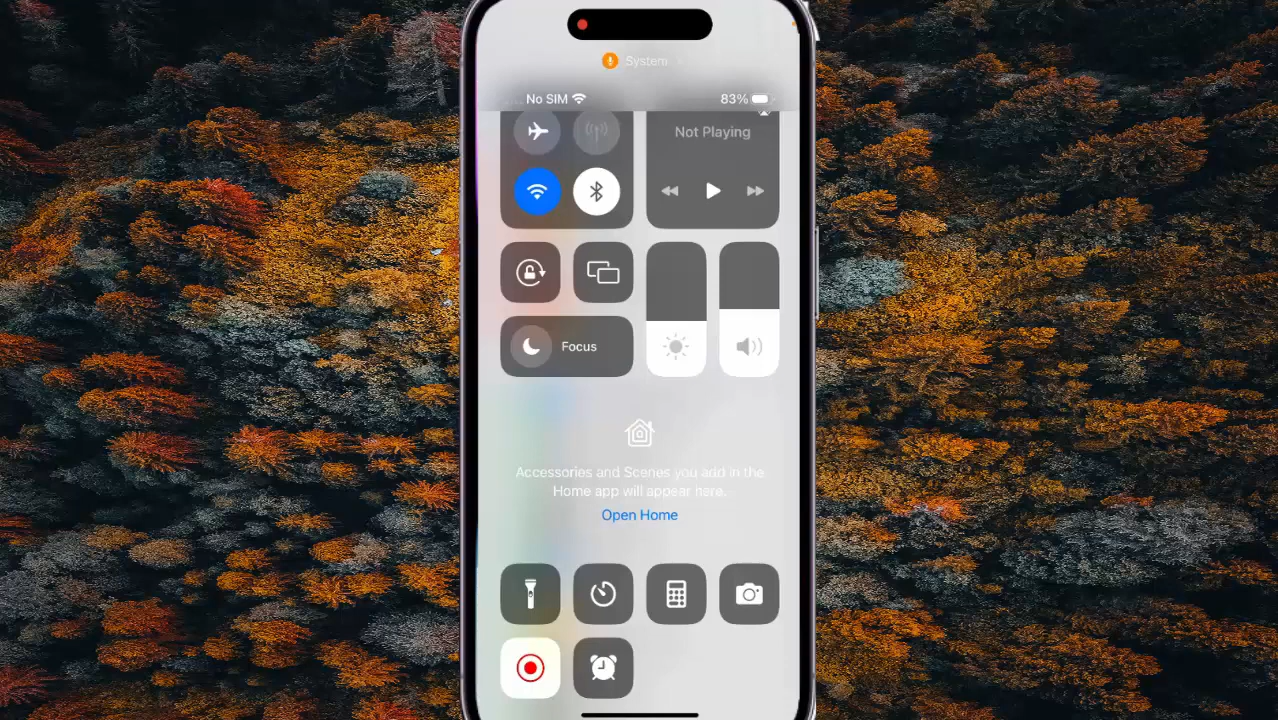 System
No SIM 83%
Not Playing
Focus
Accessories and Scenes you add in the
Home app will appear here.
Open Home